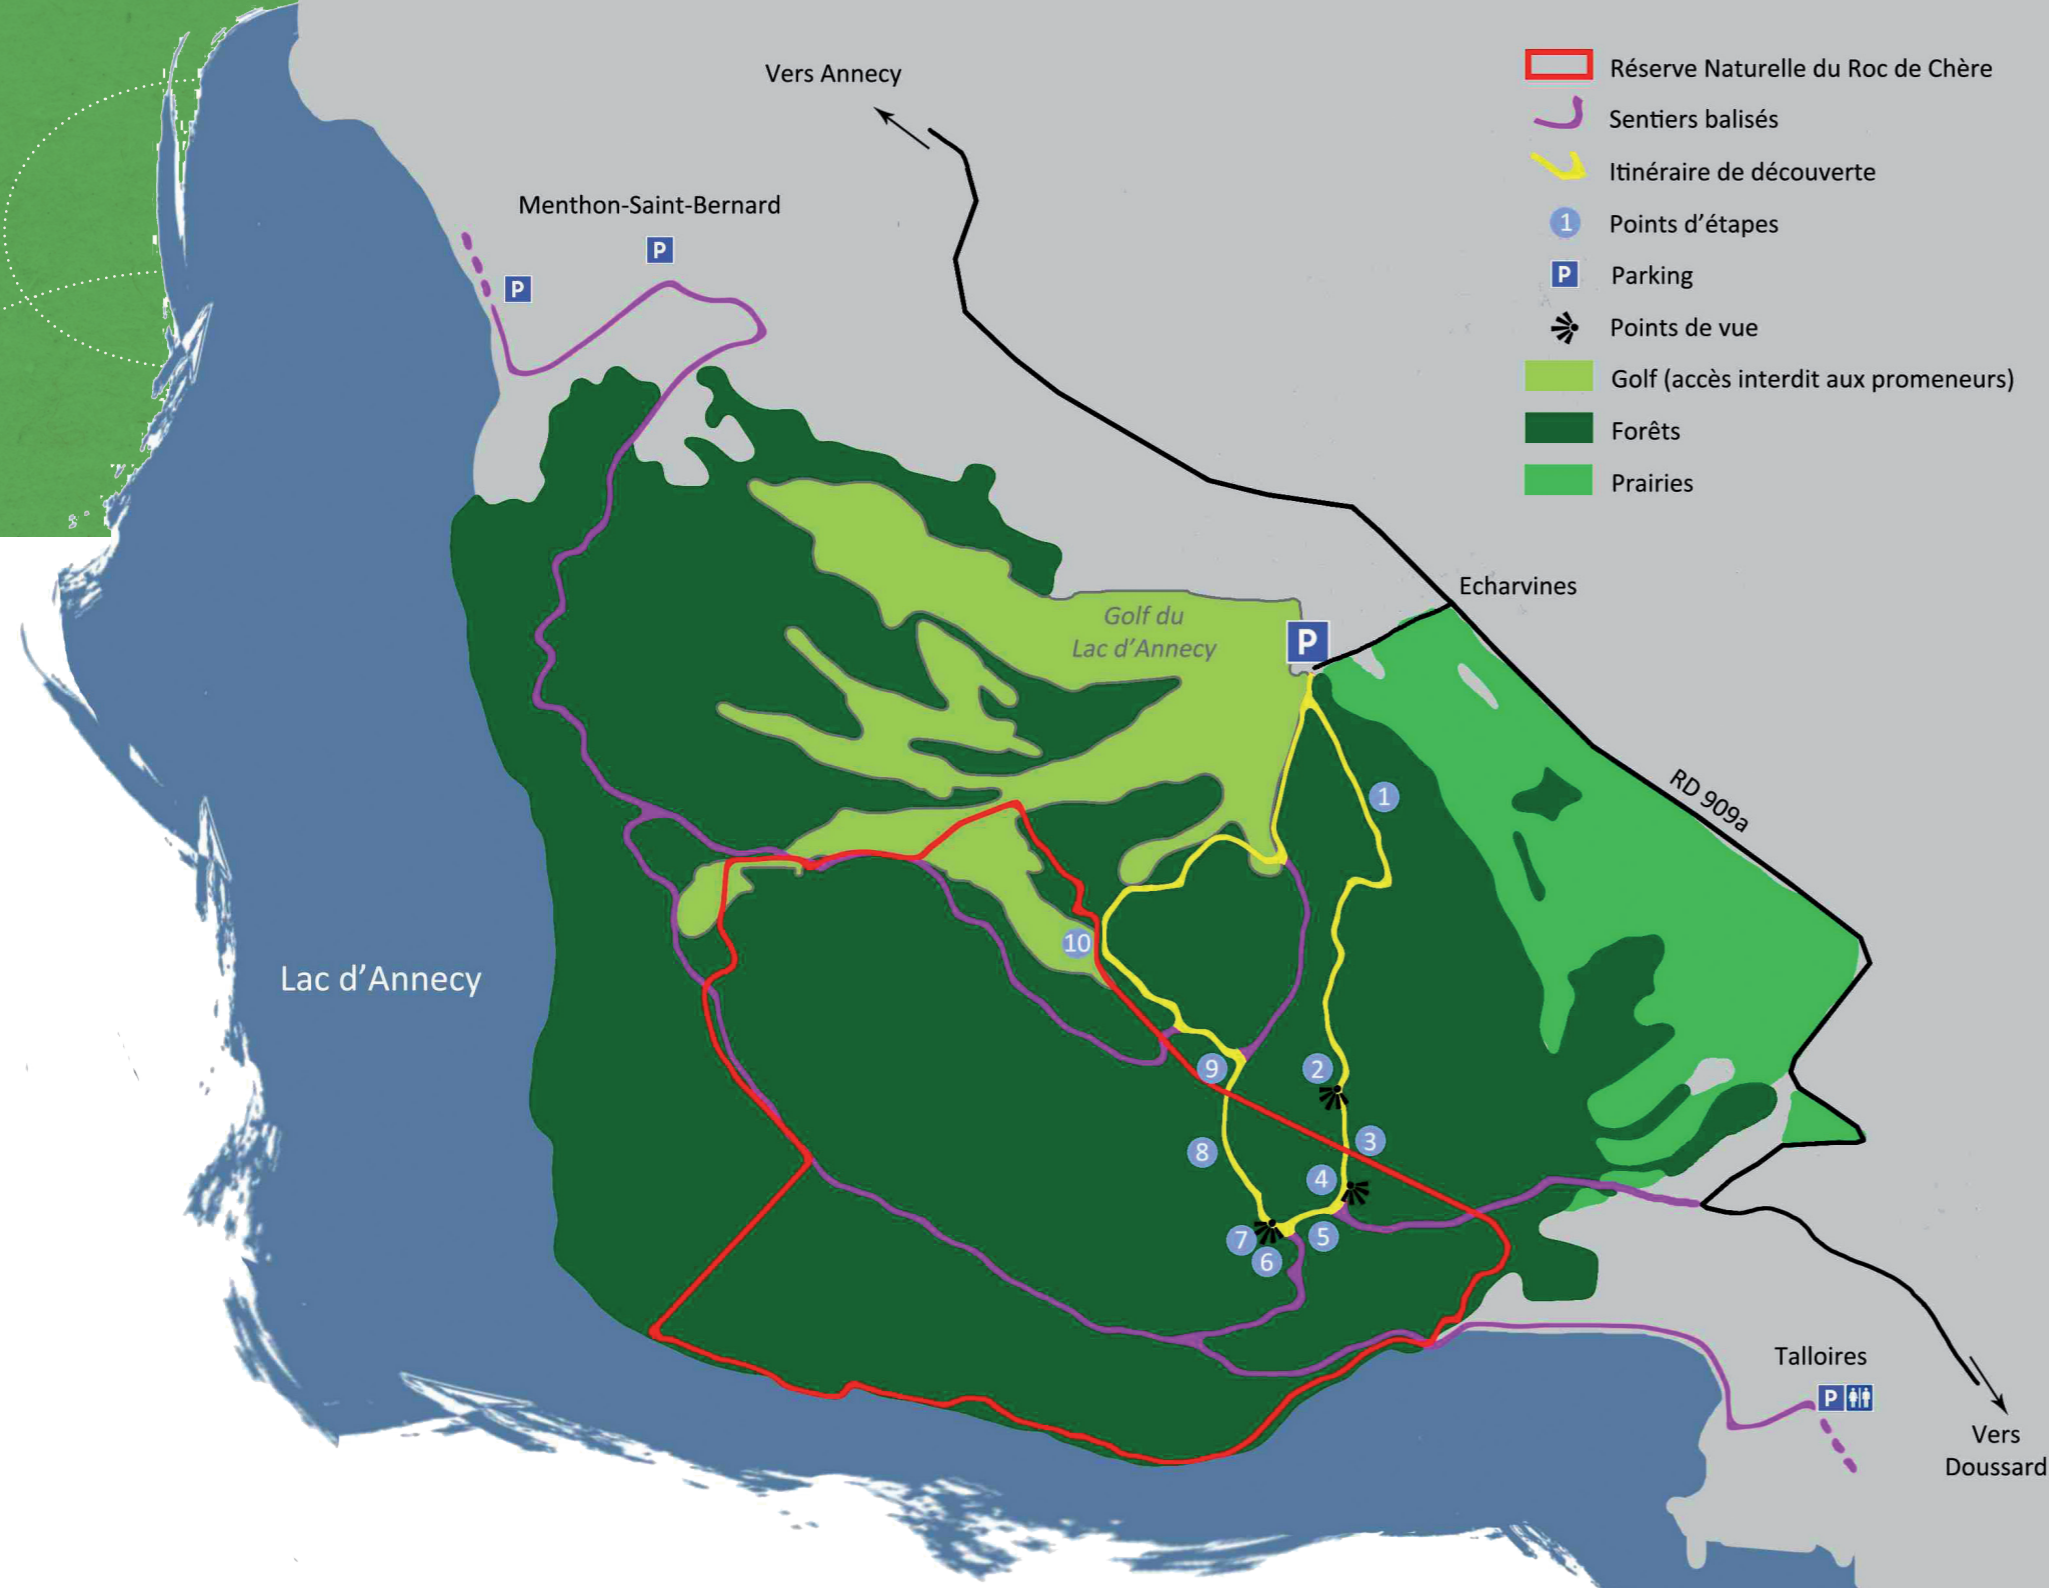 Vers Annecy
Réserve Naturelle du Roc de Chère
Sentiers balisés
Itinéraire de découverte
1
Points d'étapes
P
Parking
Points de vue
Golf (accès interdit aux promeneurs)
Forêts
Prairies
Menthon-Saint-Bernard
P
P
Echarvines
Golf du
Lac d'Annecy
P
RD 909a
1
10
Lac d'Annecy
9
2
3
8
4
7
5
6
Talloires
P
Vers
Doussard